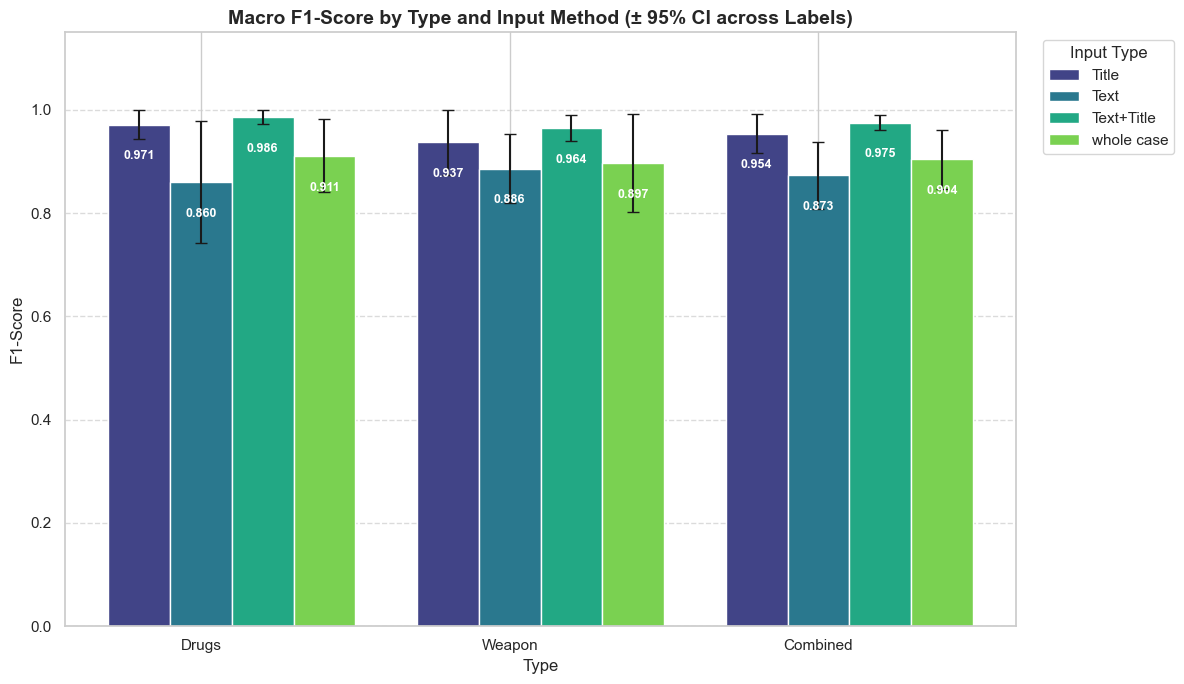 Macro F1-Score by Type and Input Method (± 95% CI across Labels)
Input Type
Title
Text
Text+Title
whole case
F1-Score
1.0
0.8
0.6
0.4
0.2
0.0
0.971
0.860
0.986
0.911
0.937
0.886
0.964
0.897
0.954
0.873
0.975
0.904
Drugs
Weapon
Combined
Type